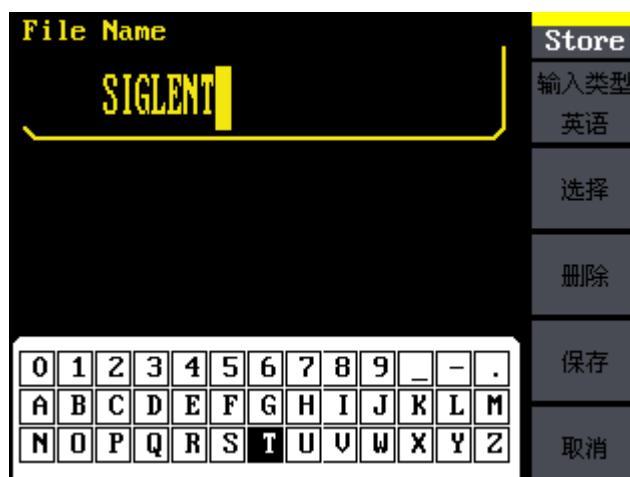 File Name
SIGLENT
Store
输入类型
英语
选择
删除
保存
取消
0 1 2 3 4 5 6 7 8 9 _ - .
A B C D E F G H I J K L M
N O P Q R S T U V W X Y Z